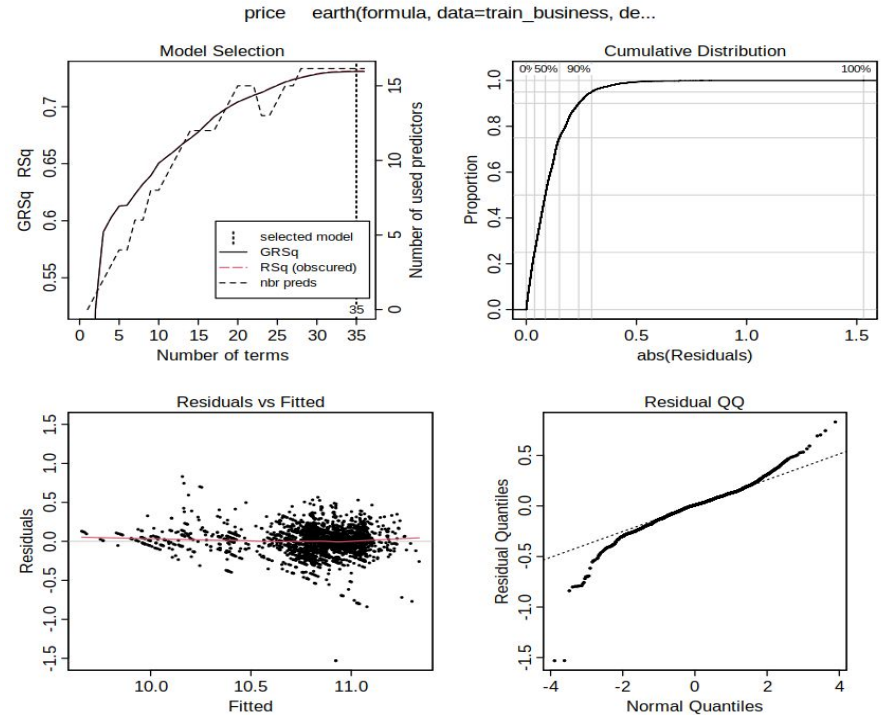 price earth(formula, data=train_business, de...
Model Selection
GRSq RSq
0.55 0.6 0.65 0.7
0 5 10 15
Number of used predictors
selected model
GRSq
RSq (obscured)
nbr preds
35
0 5 10 15 20 25 30 35
Number of terms
Cumulative Distribution
0% 50% 90% 100%
Proportion
0.0 0.2 0.4 0.6 0.8 1.0
0.0 0.5 1.0 1.5
abs(Residuals)
Residuals vs Fitted
Residuals
-1.5 -1.0 -0.5 0.0 0.5 1.0 1.5
10.0 10.5 11.0
Fitted
Residual QQ
Residual Quantiles
-1.5 -1.0 -0.5 0.0 0.5
-4 -2 0 2 4
Normal Quantiles